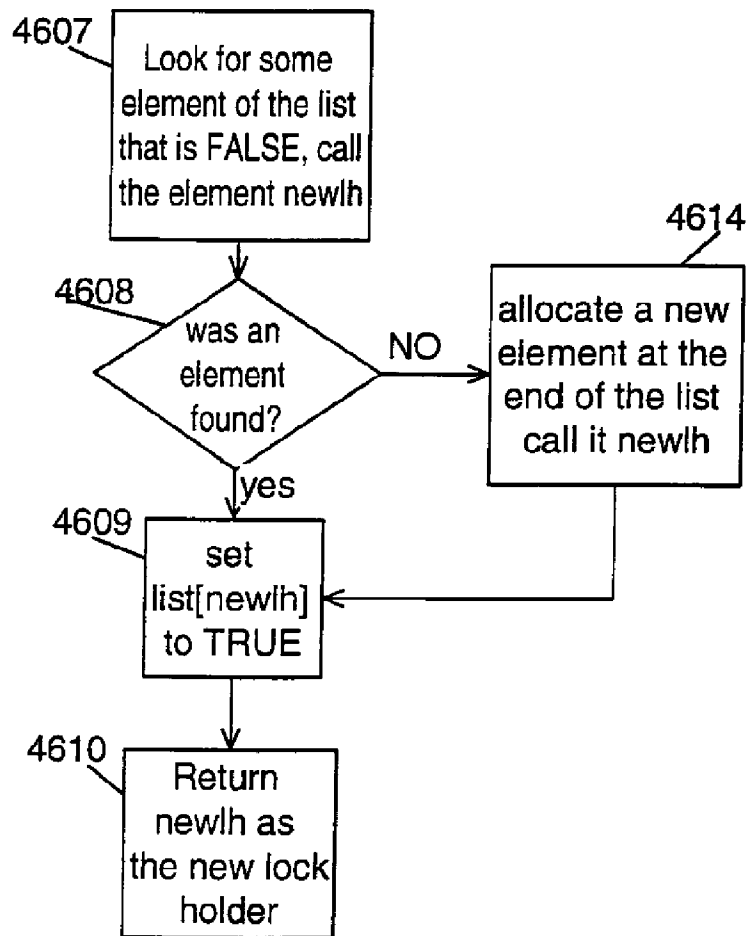 4607
Look for some
element of the list
that is FALSE, call
the element newlh
4608
was an
element
found?
NO
4614
allocate a new
element at the
end of the list
call it newlh
yes
4609
set
list[newlh]
to TRUE
4610
Return
newlh as
the new lock
holder